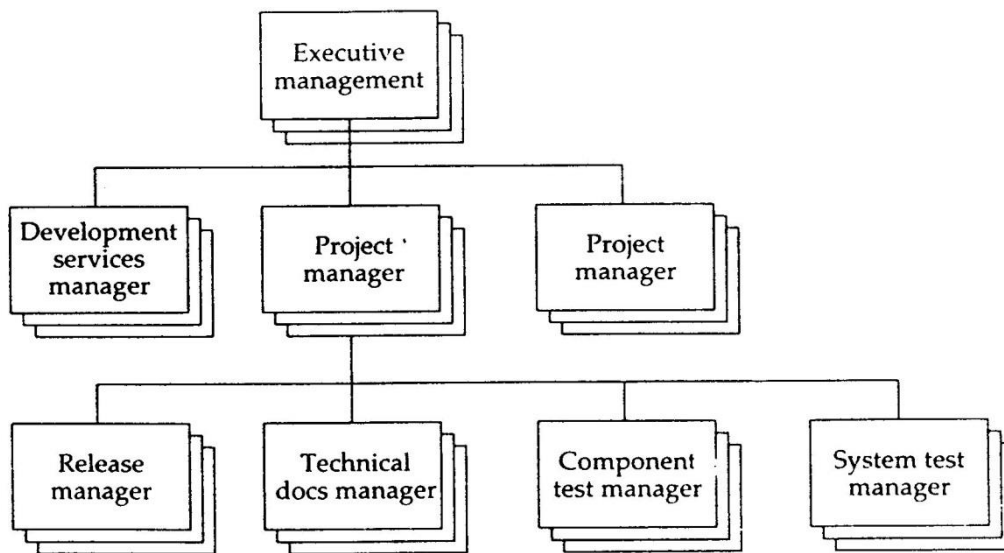 Executive
management
Development
services
manager
Project
manager
Project
manager
Release
manager
Technical
docs manager
Component
test manager
System test
manager